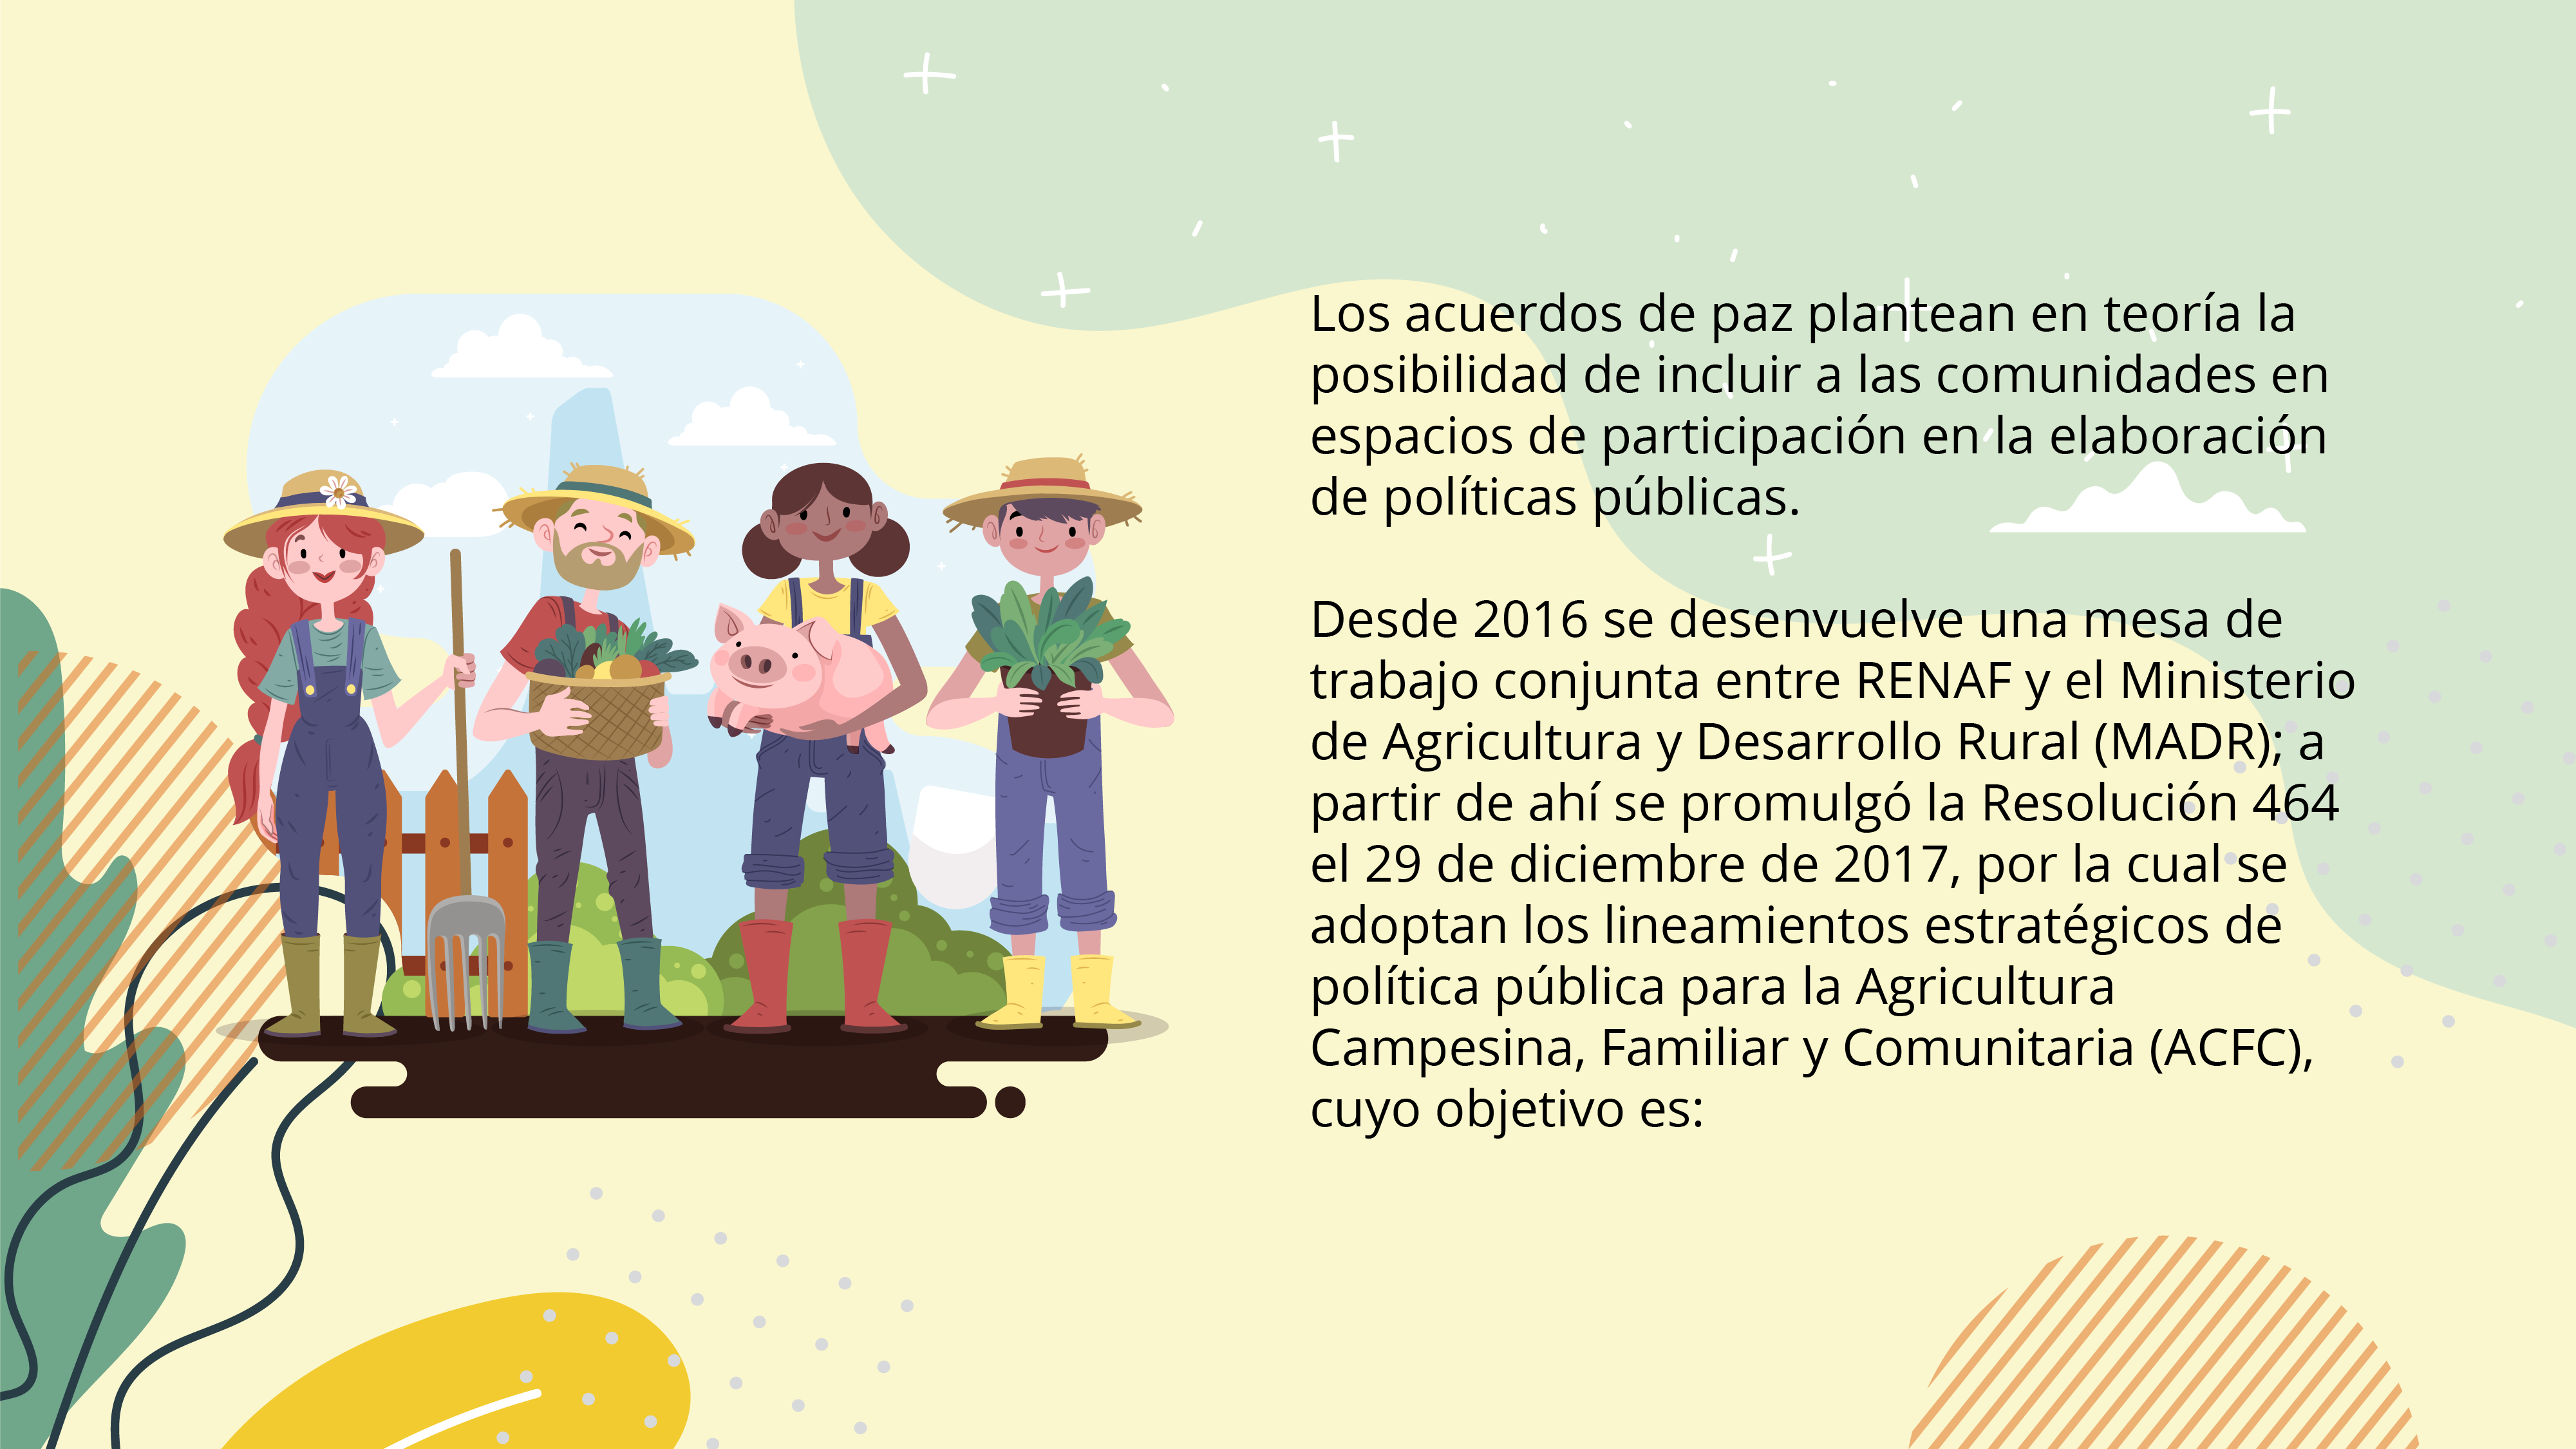 Los acuerdos de paz plantean en teoría la
posibilidad de incluir a las comunidades en
espacios de participación en la elaboración
de políticas públicas.
Desde 2016 se desenvuelve una mesa de
trabajo conjunta entre RENAF y el Ministerio
de Agricultura y Desarrollo Rural (MADR); a
partir de ahí se promulgó la Resolución 464
el 29 de diciembre de 2017, por la cual se
adoptan los lineamientos estratégicos de
política pública para la Agricultura
Campesina, Familiar y Comunitaria (ACFC),
cuyo objetivo es: